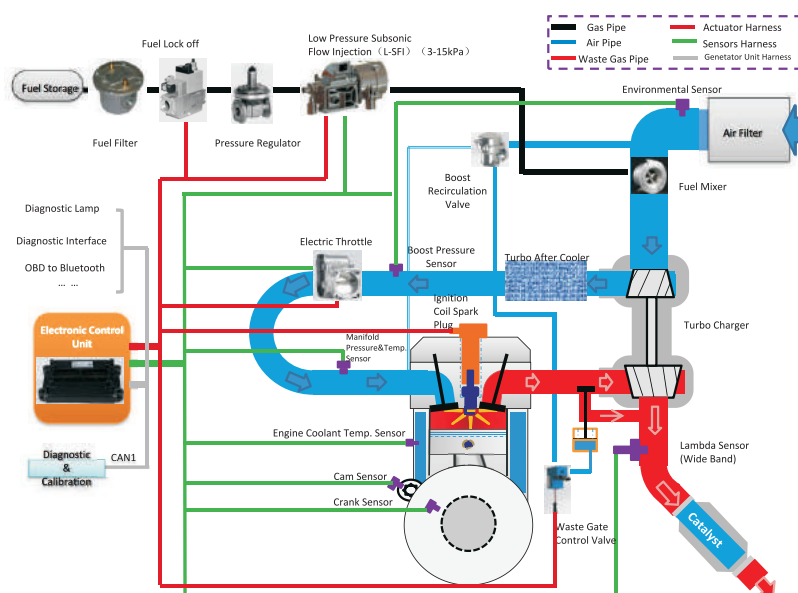 Fuel Lock off
Low Pressure Subsonic
Flow Injection（L-SFI）（3-15kPa）
Gas Pipe
Actuator Harness
Air Pipe
Sensors Harness
Waste Gas Pipe
Genetator Unit Harness
Fuel Storage
Fuel Filter
Pressure Regulator
Environmental Sensor
Air Filter
Boost
Recirculation
Valve
Fuel Mixer
Diagnostic Lamp
Diagnostic Interface
OBD to Bluetooth
... ...
Electric Throttle
Boost Pressure
Sensor
Turbo After Cooler
Ignition
Coil Spark
Plug
Turbo Charger
Electronic Control
Unit
Manifold
Pressure&Temp.
Sensor
Engine Coolant Temp. Sensor
Lambda Sensor
(Wide Band)
Diagnostic
&
Calibration
CAN1
Cam Sensor
Crank Sensor
Waste Gate
Control Valve
Catalyst